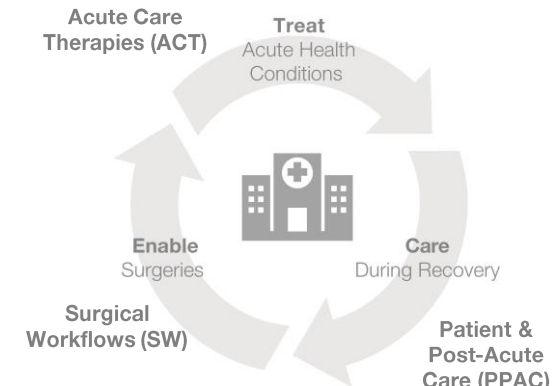 Acute Care
Therapies (ACT)
Treat
Acute Health
Conditions
Enable
Surgeries
Care
During Recovery
Surgical
Workflows (SW)
Patient &
Post-Acute
Care (PPAC)